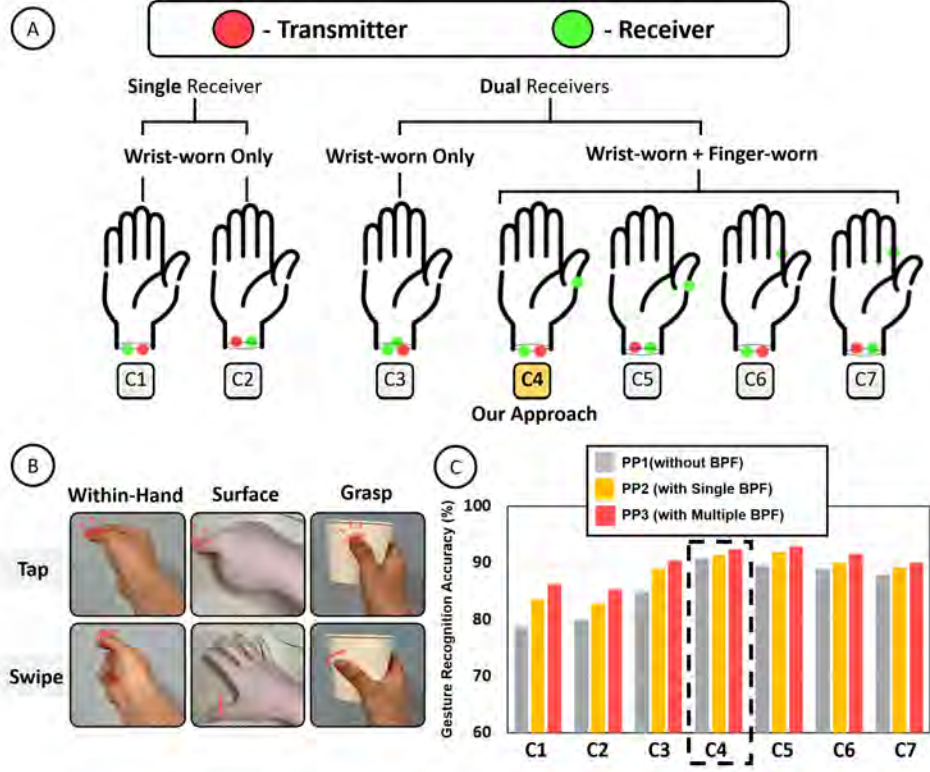 A
- Transmitter
- Receiver
Single Receiver
Dual Receivers
Wrist-worn Only
Wrist-worn Only
Wrist-worn + Finger-worn
C1
C2
C3
C4
C5
C6
C7
Our Approach
B
Within-Hand
Surface
Grasp
Tap
Swipe
C
PP1(without BPF)
PP2 (with Single BPF)
PP3 (with Multiple BPF)
Gesture Recognition Accuracy (%)
100
90
80
70
60
C1
C2
C3
C4
C5
C6
C7